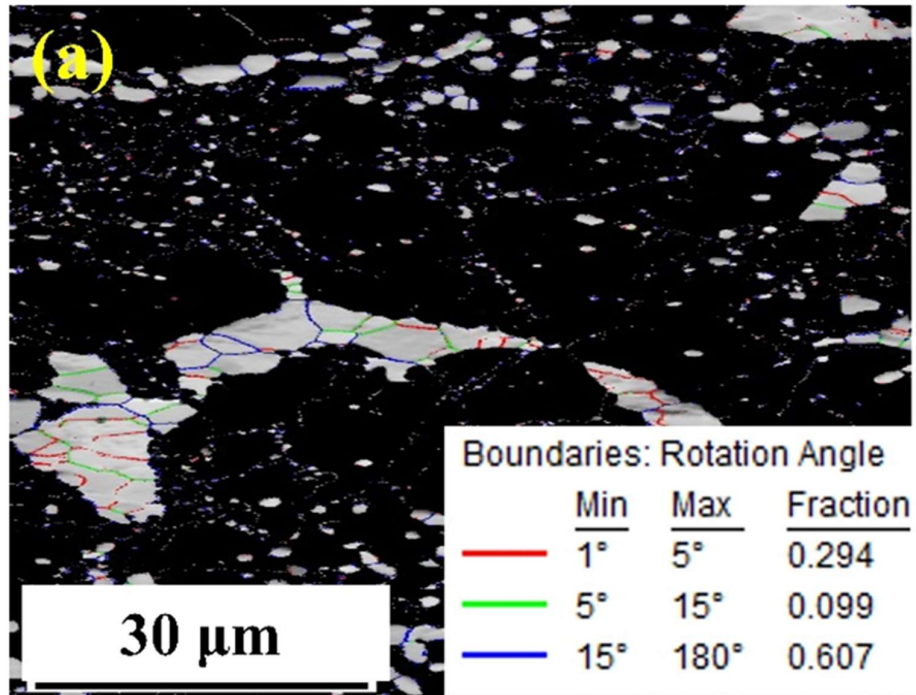 (a)
Boundaries: Rotation Angle
Min Max Fraction
1° 5° 0.294
5° 15° 0.099
15° 180° 0.607
30 μm